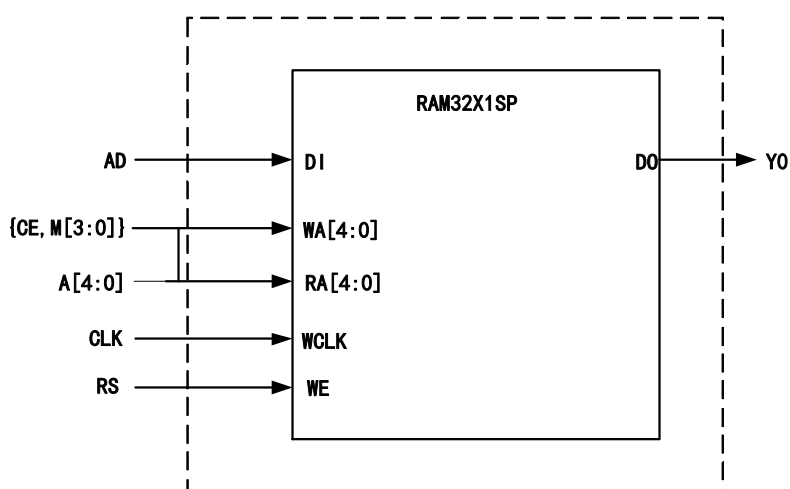 RAM32X1SP
AD DI DO Y0
{CE,M[3:0]} WA[4:0]
A[4:0] RA[4:0]
CLK WCLK
RS WE